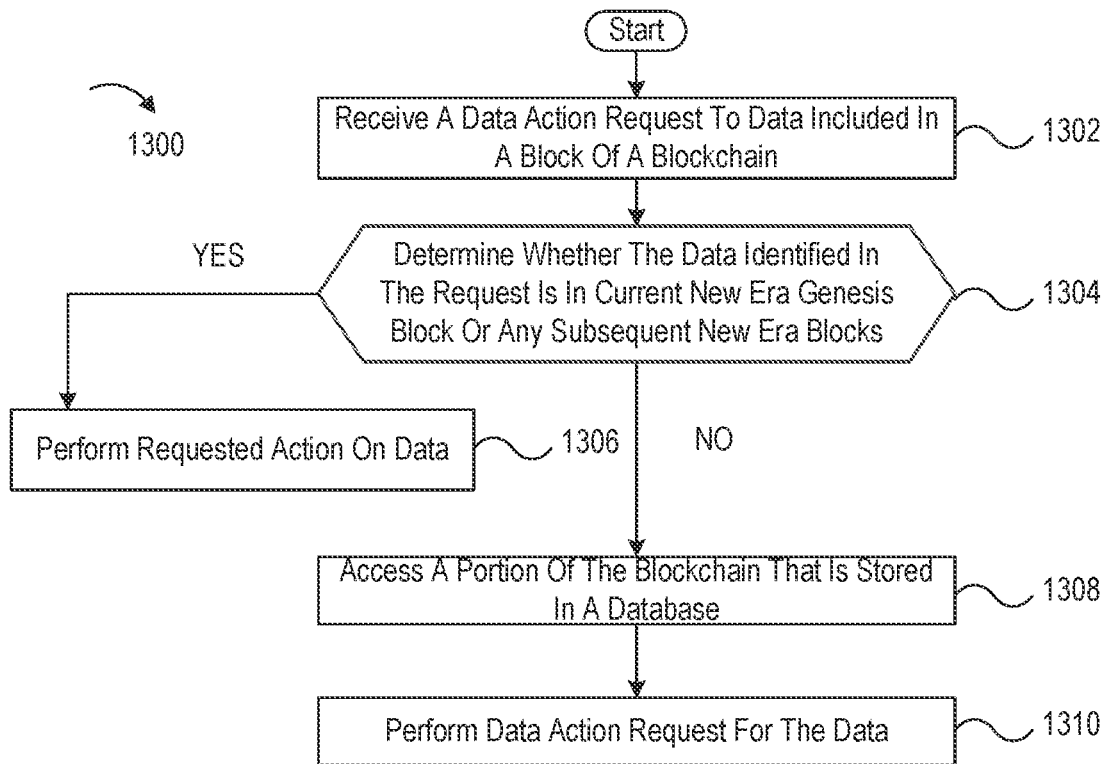 Start
1300
Receive A Data Action Request To Data Included In
A Block Of A Blockchain
1302
YES
Determine Whether The Data Identified In
The Request Is In Current New Era Genesis
Block Or Any Subsequent New Era Blocks
1304
Perform Requested Action On Data
1306
NO
Access A Portion Of The Blockchain That Is Stored
In A Database
1308
Perform Data Action Request For The Data
1310